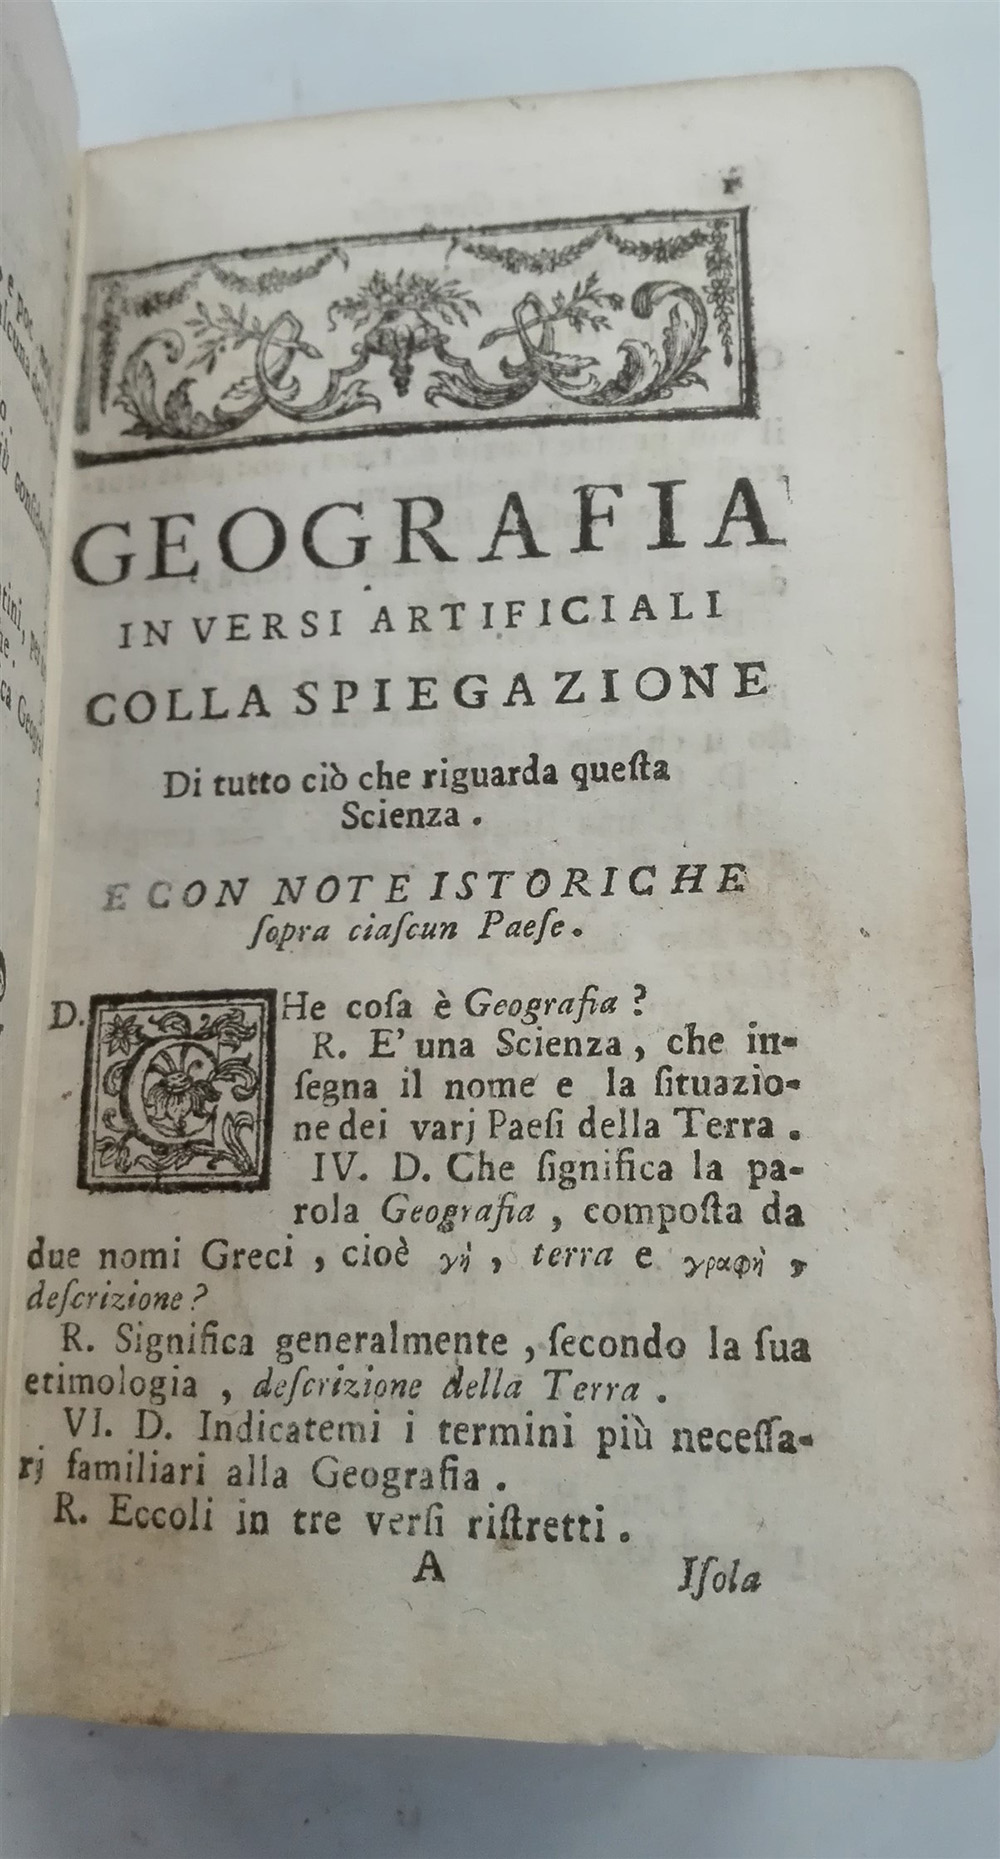 GEOGRAFIA
IN VERSI ARTIFICIALI
COLLA SPIEGAZIONE
Di tutto ciò che riguarda queſta
Scienza .
E CON NOTE ISTORICHE
ſopra ciaſcun Paeſe .
D. CHe coſa è Geografia ?
R. E' una Scienza , che in-
ſegna il nome e la ſituazio-
ne dei varj Paeſi della Terra .
IV. D. Che ſignifica la pa-
rola Geografia , compoſta da
due nomi Greci , cioè γὴ , terra e γραφὴ ,
deſcrizione ?
R. Significa generalmente , ſecondo la ſua
etimologia , deſcrizione della Terra .
VI. D. Indicatemi i termini più neceſſa-
rj familiari alla Geografia .
R. Eccoli in tre verſi riſtretti .
A
Iſola